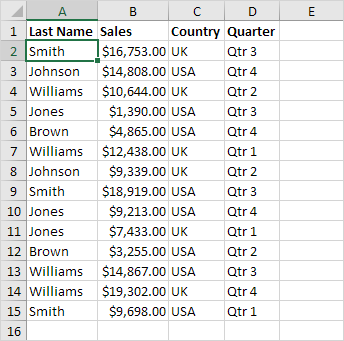 A B C D E
1 Last Name Sales Country Quarter
2 Smith $16,753.00 UK Qtr 3
3 Johnson $14,808.00 USA Qtr 4
4 Williams $10,644.00 UK Qtr 2
5 Jones $1,390.00 USA Qtr 3
6 Brown $4,865.00 USA Qtr 4
7 Williams $12,438.00 UK Qtr 1
8 Johnson $9,339.00 UK Qtr 2
9 Smith $18,919.00 USA Qtr 3
10 Jones $9,213.00 USA Qtr 4
11 Jones $7,433.00 UK Qtr 1
12 Brown $3,255.00 USA Qtr 2
13 Williams $14,867.00 USA Qtr 3
14 Williams $19,302.00 UK Qtr 4
15 Smith $9,698.00 USA Qtr 1
16